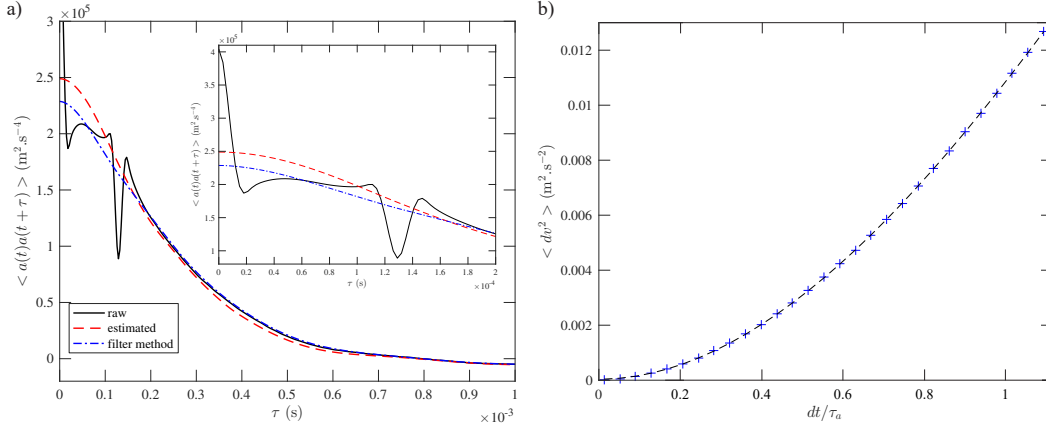 a)
× 10⁵
3
2.5
2
1.5
1
0.5
0
< a(t)a(t + τ) > (m².s⁻⁴)
0 0.1 0.2 0.3 0.4 0.5 0.6 0.7 0.8 0.9 1
τ (s)
×10⁻³
raw
estimated
filter method
×10⁵
4
3.5
3
2.5
2
1.5
1
< a(t)a(t + τ) > (m².s⁻⁴)
0 0.2 0.4 0.6 0.8 1 1.2 1.4 1.6 1.8 2
τ (s)
×10⁻⁴
b)
0.012
0.01
0.008
0.006
0.004
0.002
0
< dv² > (m².s⁻²)
0 0.2 0.4 0.6 0.8 1
dt/τₐ